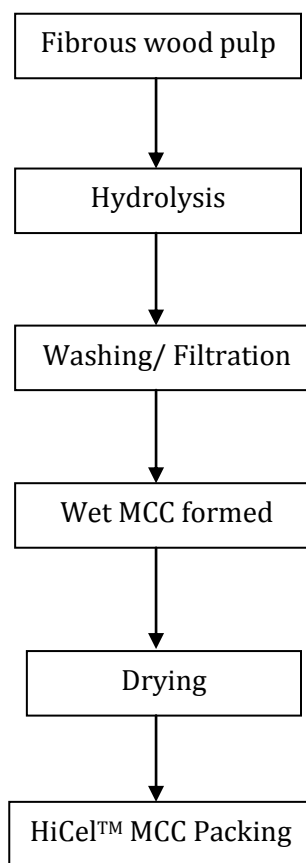 Fibrous wood pulp
Hydrolysis
Washing/ Filtration
Wet MCC formed
Drying
HiCel™ MCC Packing